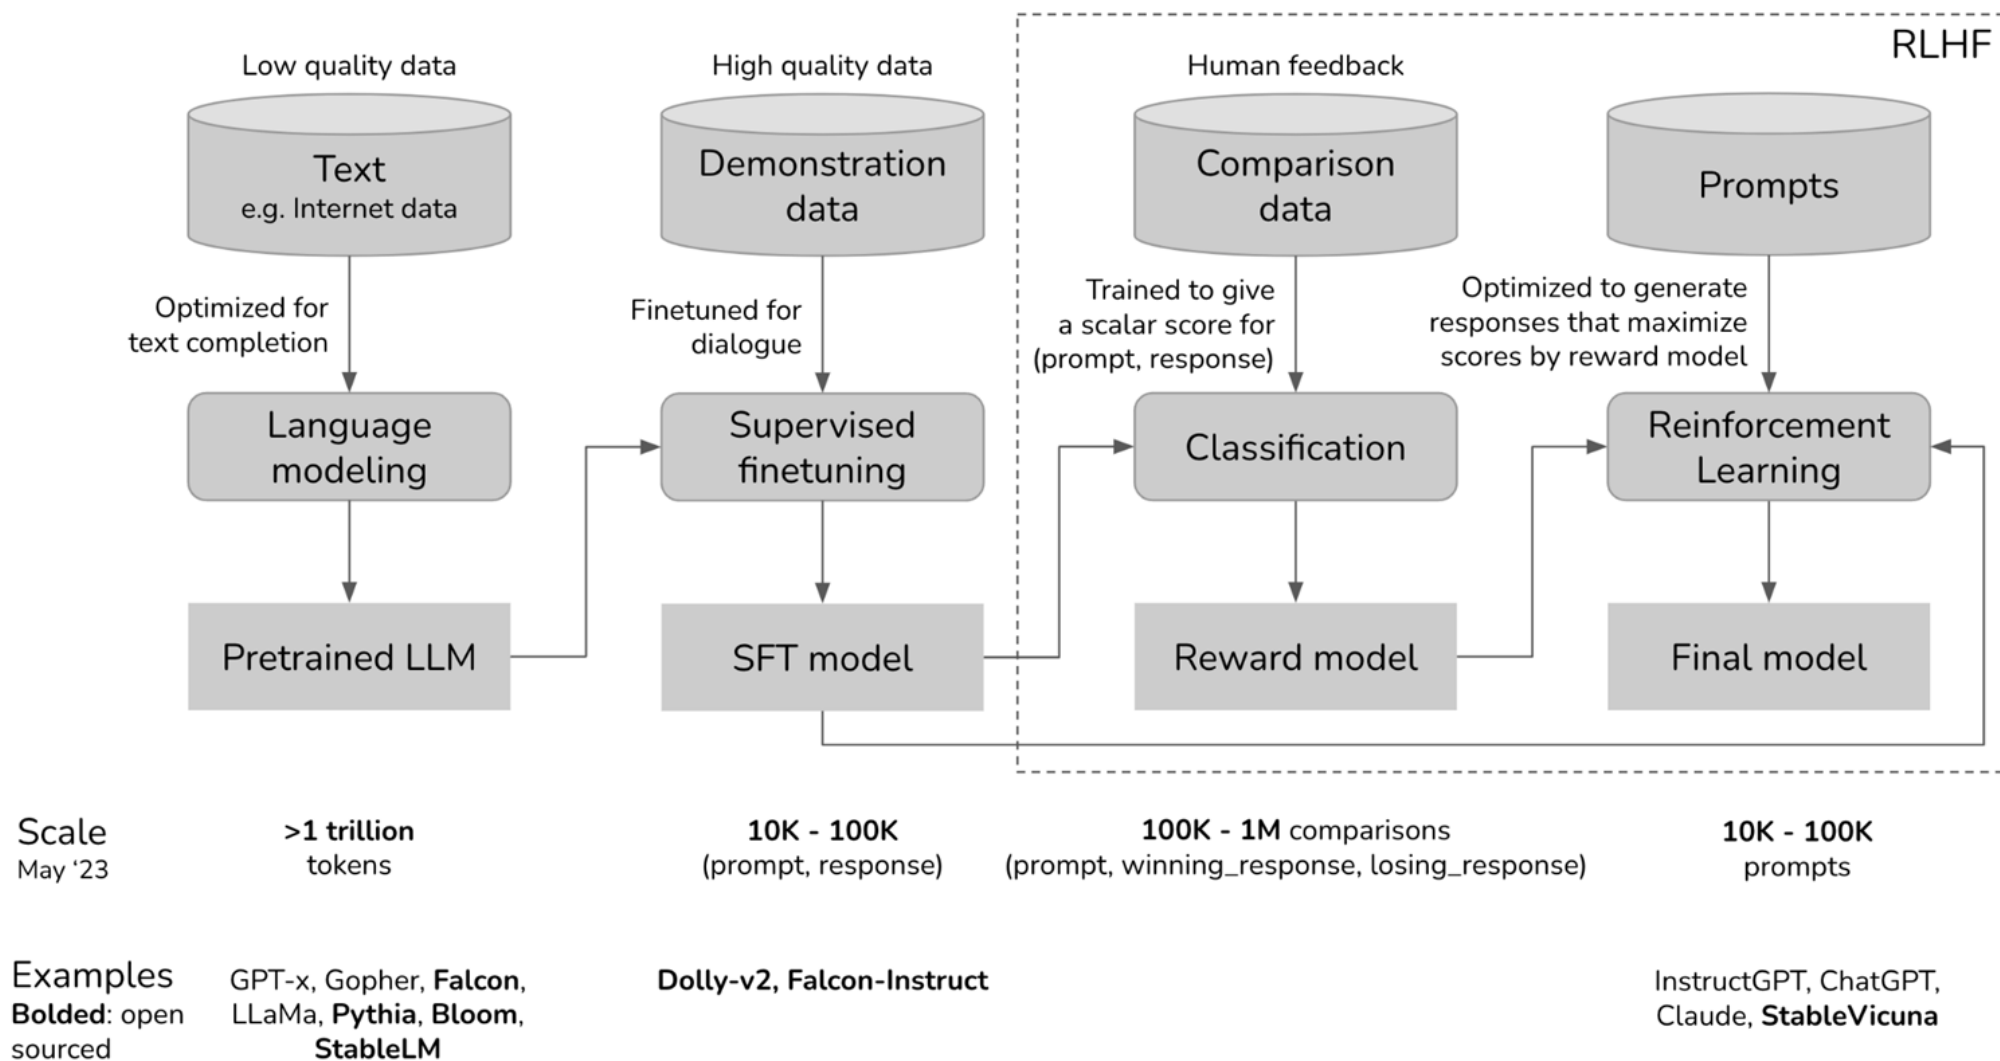 RLHF
Low quality data
High quality data
Human feedback
Text
e.g. Internet data
Demonstration
data
Comparison
data
Prompts
Optimized for
text completion
Finetuned for
dialogue
Trained to give
a scalar score for
(prompt, response)
Optimized to generate
responses that maximize
scores by reward model
Language
modeling
Supervised
finetuning
Classification
Reinforcement
Learning
Pretrained LLM
SFT model
Reward model
Final model
Scale
May ‘23
>1 trillion
tokens
10K - 100K
(prompt, response)
100K - 1M comparisons
(prompt, winning_response, losing_response)
10K - 100K
prompts
Examples
Bolded: open
sourced
GPT-x, Gopher, Falcon,
LLaMa, Pythia, Bloom,
StableLM
Dolly-v2, Falcon-Instruct
InstructGPT, ChatGPT,
Claude, StableVicuna